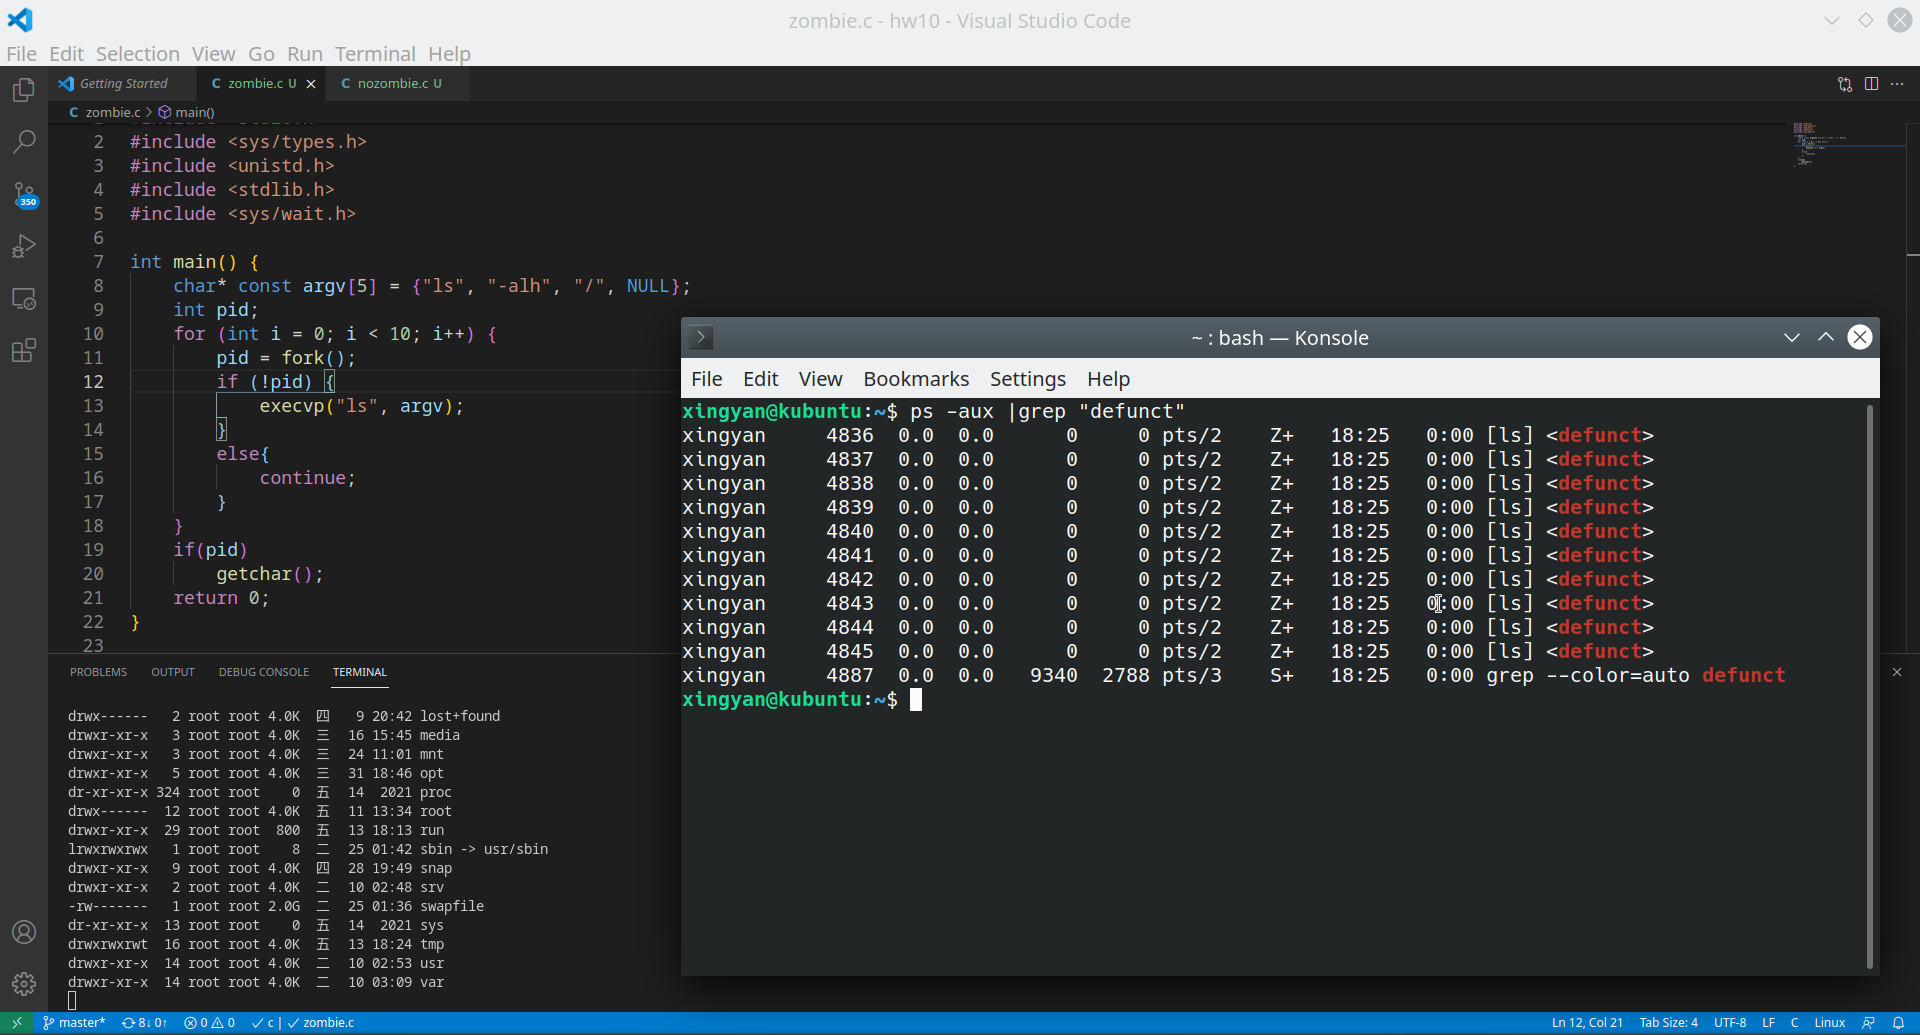 zombie.c - hw10 - Visual Studio Code
File Edit Selection View Go Run Terminal Help
Getting Started
zombie.c U
nozombie.c U
zombie.c > main()
2 #include <sys/types.h>
3 #include <unistd.h>
4 #include <stdlib.h>
5 #include <sys/wait.h>
6
7 int main() {
8 char* const argv[5] = {"ls", "-alh", "/", NULL};
9 int pid;
10 for (int i = 0; i < 10; i++) {
11 pid = fork();
12 if (!pid) {
13 execvp("ls", argv);
14 }
15 else{
16 continue;
17 }
18 }
19 if(pid)
20 getchar();
21 return 0;
22 }
23
350
PROBLEMS OUTPUT DEBUG CONSOLE TERMINAL
drwx------ 2 root root 4.0K 四 9 20:42 lost+found
drwxr-xr-x 3 root root 4.0K 三 16 15:45 media
drwxr-xr-x 3 root root 4.0K 三 24 11:01 mnt
drwxr-xr-x 5 root root 4.0K 三 31 18:46 opt
dr-xr-xr-x 324 root root 0 五 14 2021 proc
drwx------ 12 root root 4.0K 五 11 13:34 root
drwxr-xr-x 29 root root 800 五 13 18:13 run
lrwxrwxrwx 1 root root 8 二 25 01:42 sbin -> usr/sbin
drwxr-xr-x 9 root root 4.0K 四 28 19:49 snap
drwxr-xr-x 2 root root 4.0K 二 10 02:48 srv
-rw------- 1 root root 2.0G 二 25 01:36 swapfile
dr-xr-xr-x 13 root root 0 五 14 2021 sys
drwxrwxrwt 16 root root 4.0K 五 13 18:24 tmp
drwxr-xr-x 14 root root 4.0K 二 10 02:53 usr
drwxr-xr-x 14 root root 4.0K 二 10 03:09 var
~ : bash — Konsole
File Edit View Bookmarks Settings Help
xingyan@kubuntu:~$ ps -aux |grep "defunct"
xingyan 4836 0.0 0.0 0 0 pts/2 Z+ 18:25 0:00 [ls] <defunct>
xingyan 4837 0.0 0.0 0 0 pts/2 Z+ 18:25 0:00 [ls] <defunct>
xingyan 4838 0.0 0.0 0 0 pts/2 Z+ 18:25 0:00 [ls] <defunct>
xingyan 4839 0.0 0.0 0 0 pts/2 Z+ 18:25 0:00 [ls] <defunct>
xingyan 4840 0.0 0.0 0 0 pts/2 Z+ 18:25 0:00 [ls] <defunct>
xingyan 4841 0.0 0.0 0 0 pts/2 Z+ 18:25 0:00 [ls] <defunct>
xingyan 4842 0.0 0.0 0 0 pts/2 Z+ 18:25 0:00 [ls] <defunct>
xingyan 4843 0.0 0.0 0 0 pts/2 Z+ 18:25 0:00 [ls] <defunct>
xingyan 4844 0.0 0.0 0 0 pts/2 Z+ 18:25 0:00 [ls] <defunct>
xingyan 4845 0.0 0.0 0 0 pts/2 Z+ 18:25 0:00 [ls] <defunct>
xingyan 4887 0.0 0.0 9340 2788 pts/3 S+ 18:25 0:00 grep --color=auto defunct
xingyan@kubuntu:~$
master* 8↓ 0↑ 0 0 ✓ c | ✓ zombie.c Ln 12, Col 21 Tab Size: 4 UTF-8 LF C Linux